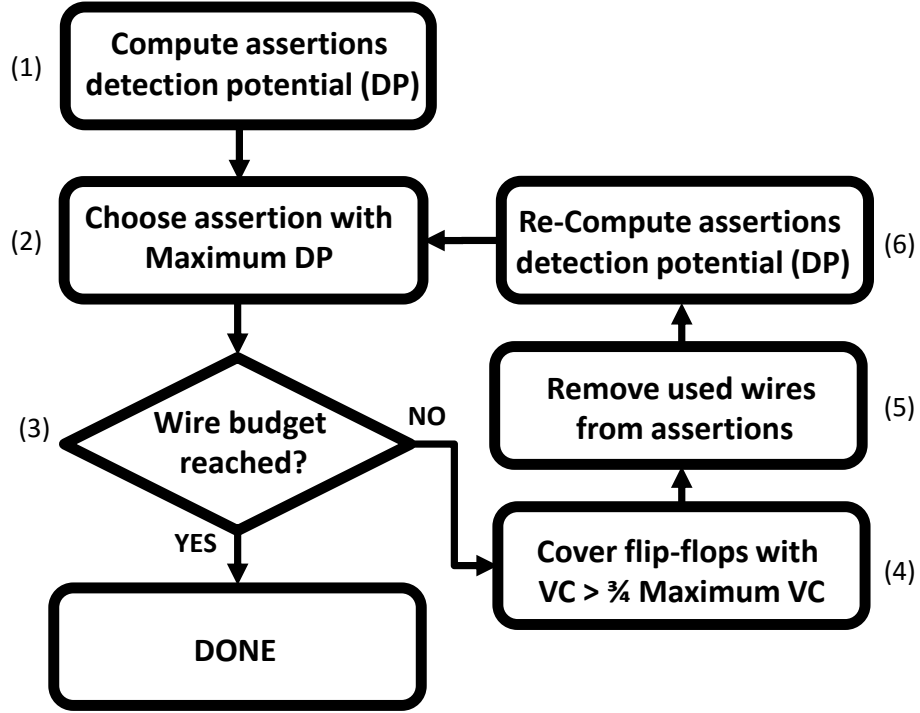 (1)
Compute assertions
detection potential (DP)
(2)
Choose assertion with
Maximum DP
(3)
Wire budget
reached?
NO
YES
DONE
Cover flip-flops with
VC > ¾ Maximum VC
(4)
Remove used wires
from assertions
(5)
Re-Compute assertions
detection potential (DP)
(6)